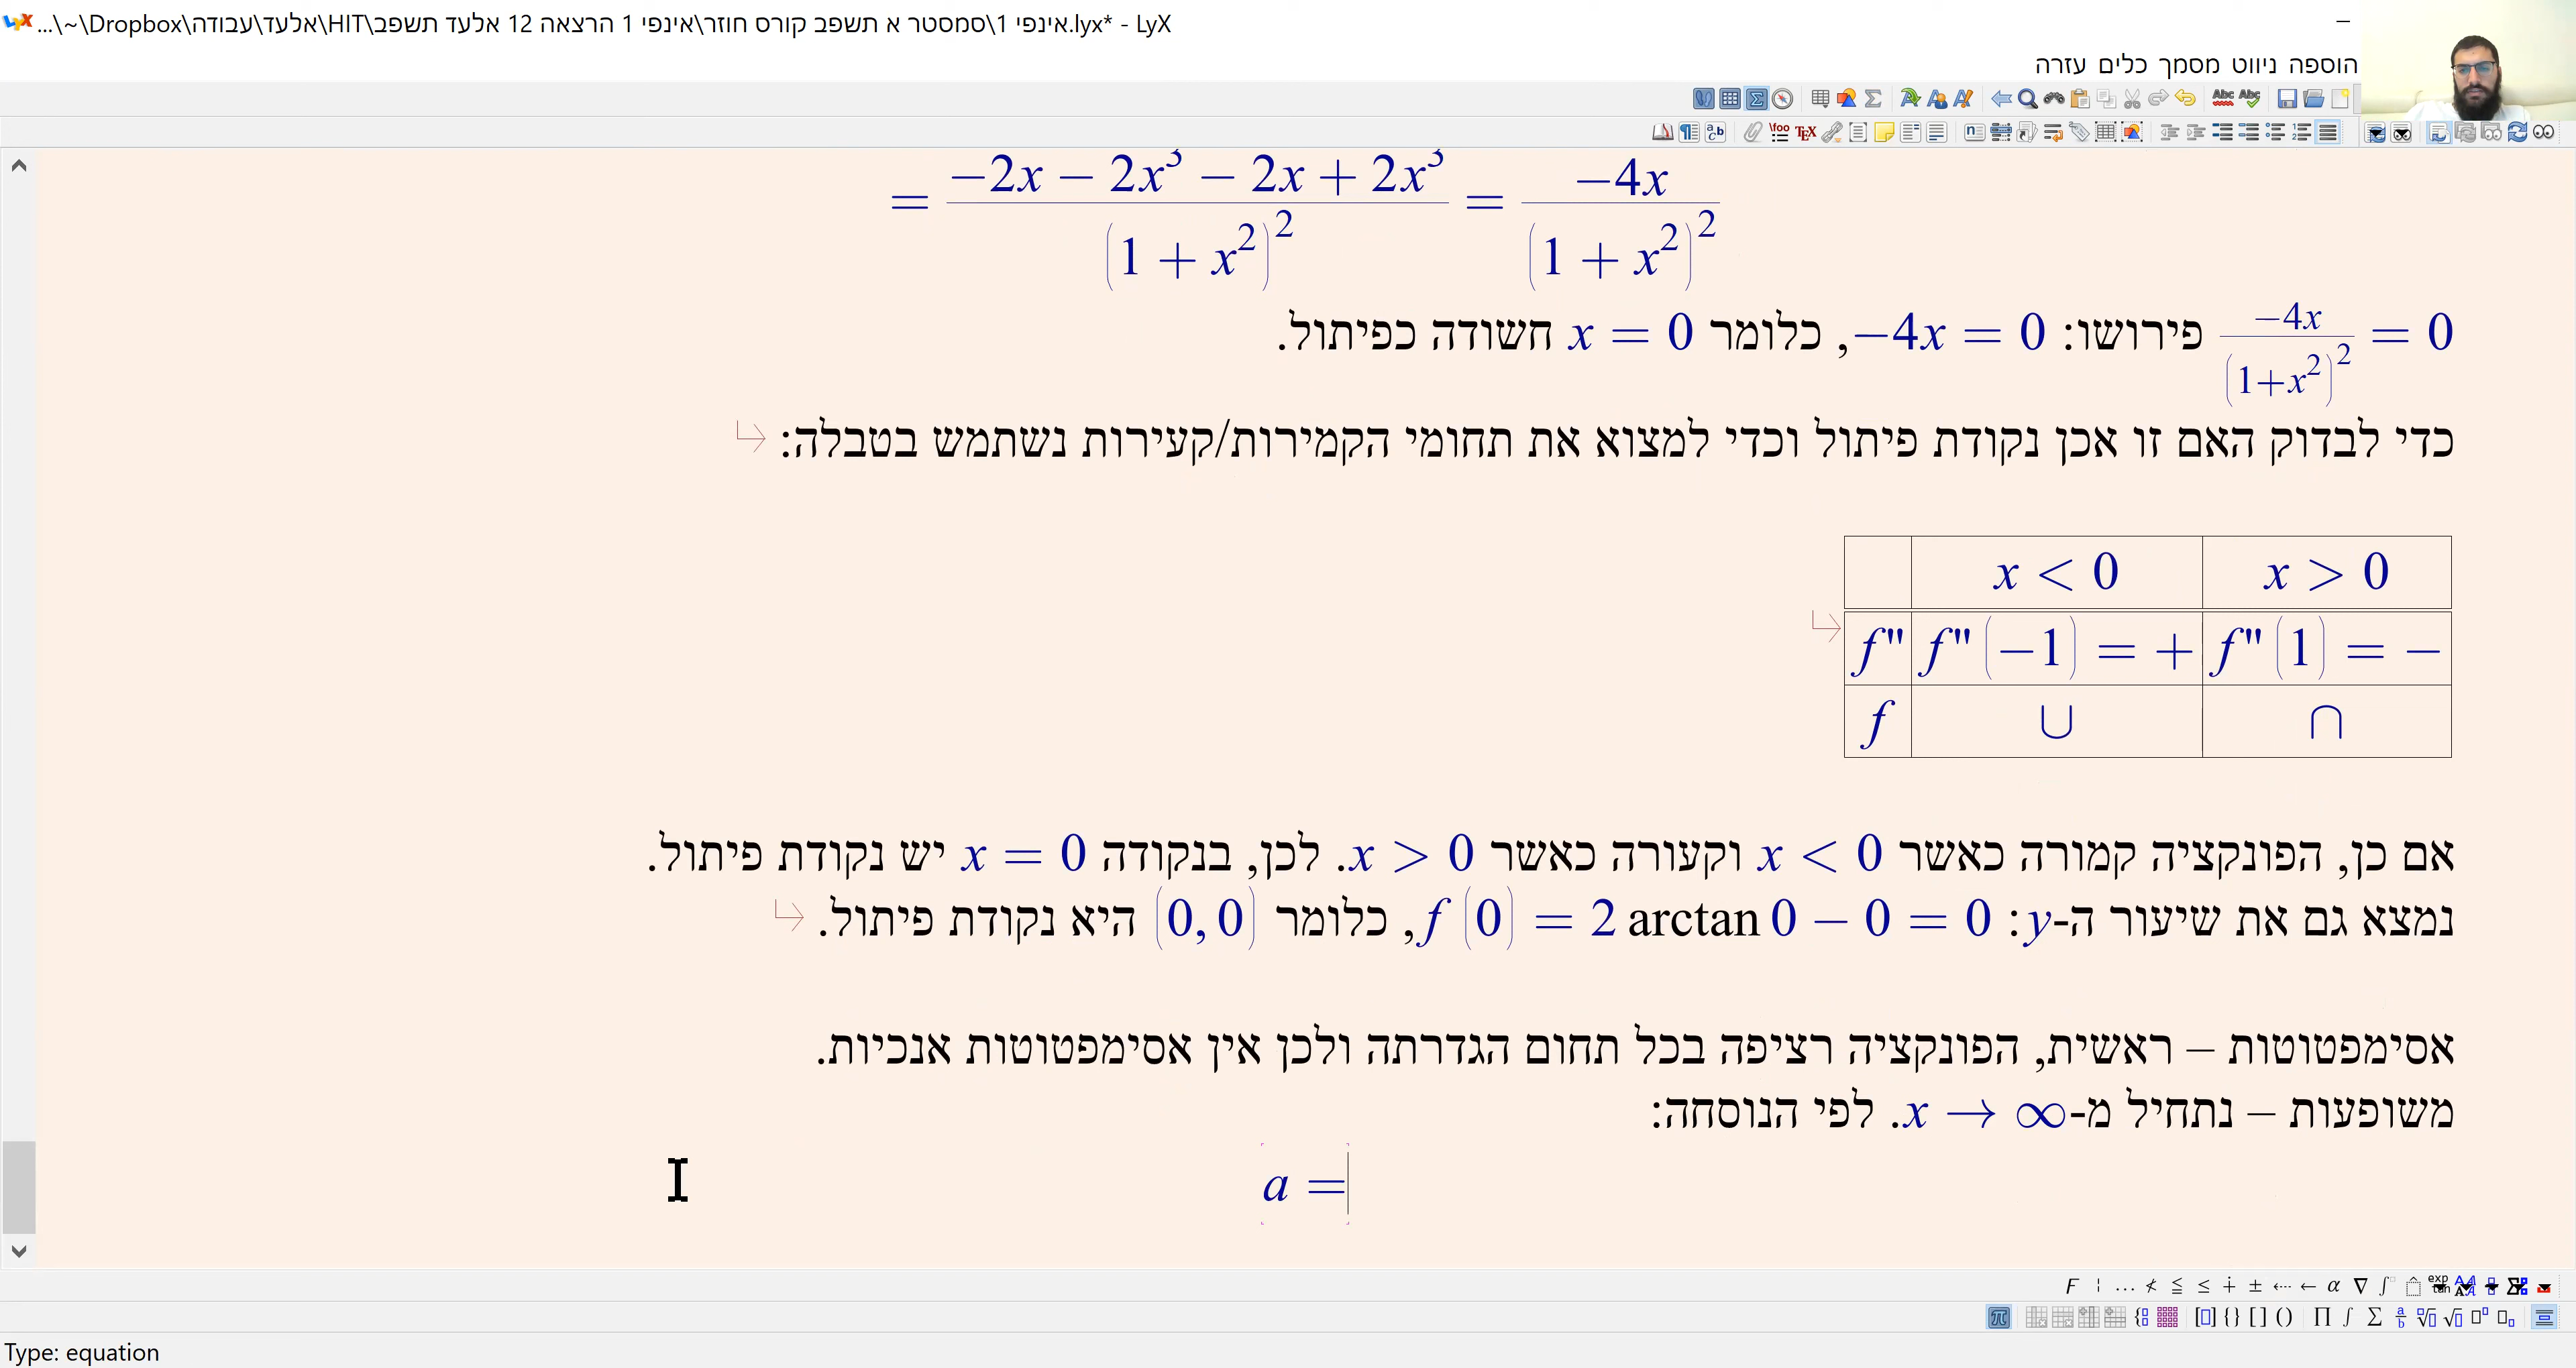 ...\~\Dropbox\אינפי 1\סמסטר א תשפב קורס חוזר\אינפי 1 הרצאה 12 אלעד תשפב\HIT\אלעד\עבודה.lyx* - LyX
הוספה ניווט מסמך כלים עזרה
= (−2x − 2x³ − 2x + 2x³)/(1 + x²)² = −4x/(1 + x²)²
−4x/(1+x²)² = 0 פירושו: −4x = 0, כלומר x = 0 חשודה כפיתול.
כדי לבדוק האם זו אכן נקודת פיתול וכדי למצוא את תחומי הקמירות/קעירות נשתמש בטבלה:
x < 0 x > 0
f" f"(−1) = + f"(1) = −
f ∪ ∩
אם כן, הפונקציה קמורה כאשר x < 0 וקעורה כאשר x > 0. לכן, בנקודה x = 0 יש נקודת פיתול.
נמצא גם את שיעור ה-y: f(0) = 2 arctan 0 − 0 = 0, כלומר (0, 0) היא נקודת פיתול.
אסימפטוטות – ראשית, הפונקציה רציפה בכל תחום הגדרתה ולכן אין אסימפטוטות אנכיות.
משופעות – נתחיל מ-x → ∞. לפי הנוסחה:
a =
Type: equation